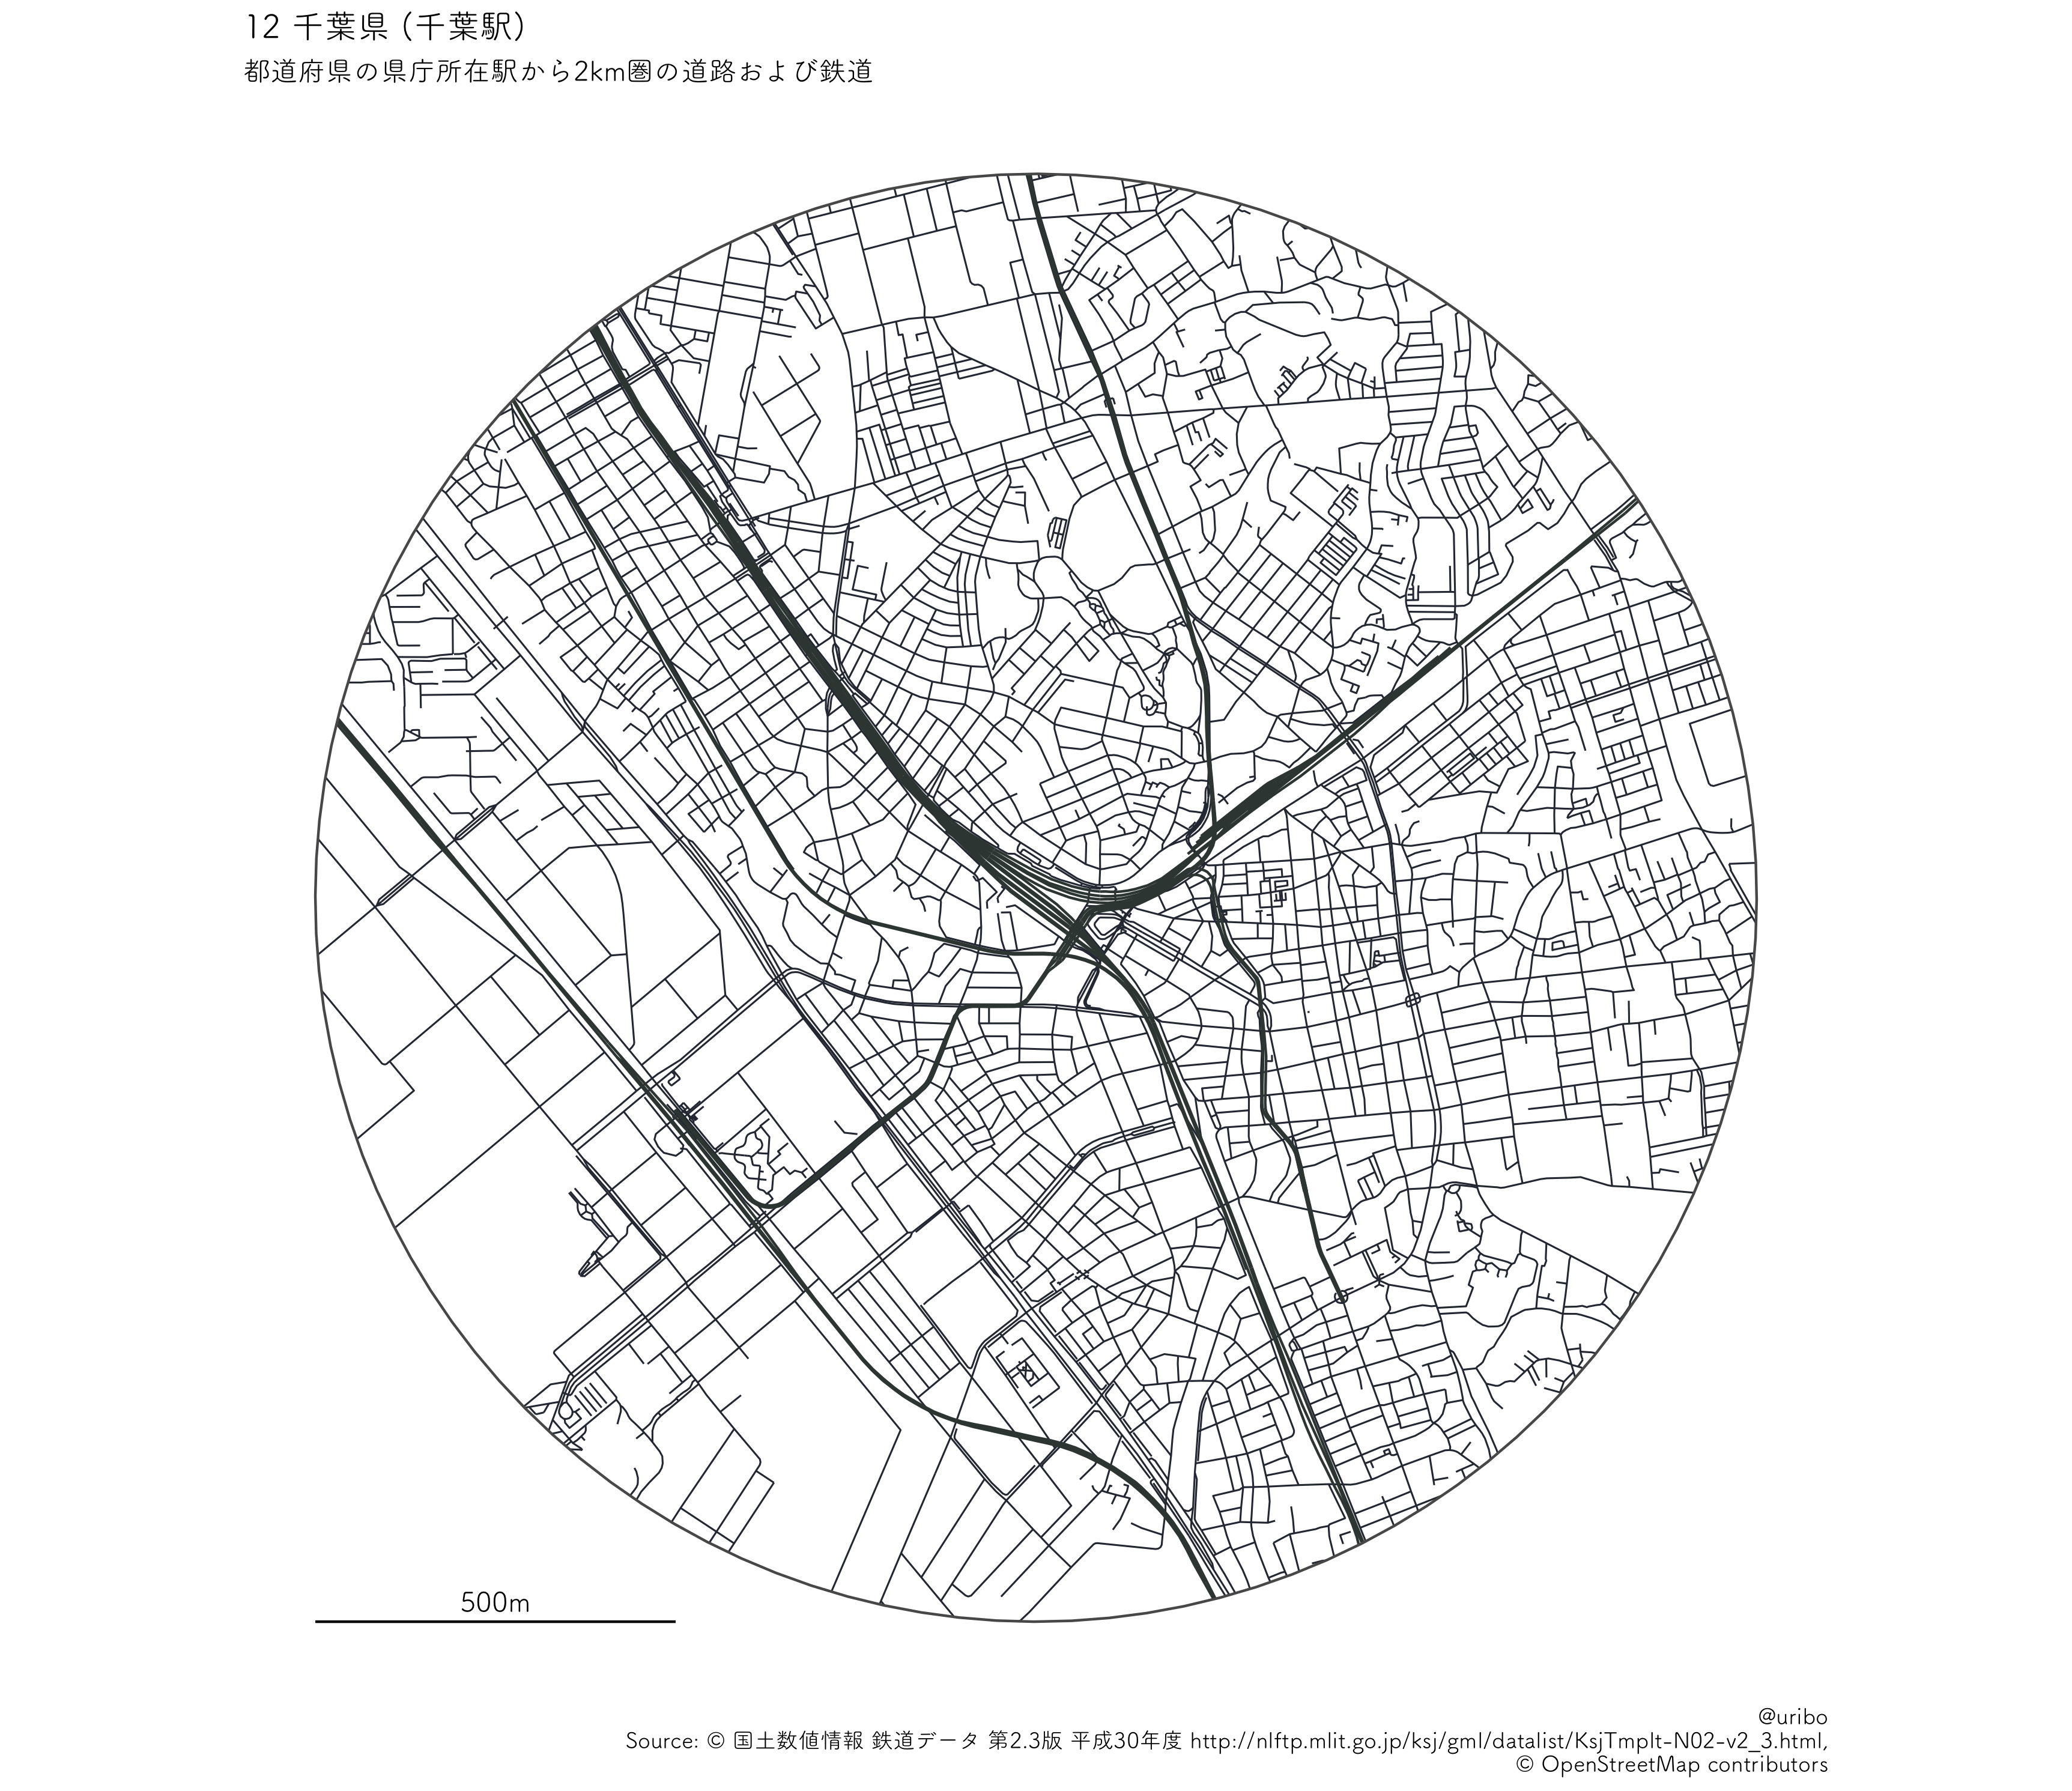 12 千葉県 (千葉駅)
都道府県の県庁所在駅から2km圏の道路および鉄道
500m
@uribo
Source: © 国土数値情報 鉄道データ 第2.3版 平成30年度 http://nlftp.mlit.go.jp/ksj/gml/datalist/KsjTmplt-N02-v2_3.html,
© OpenStreetMap contributors